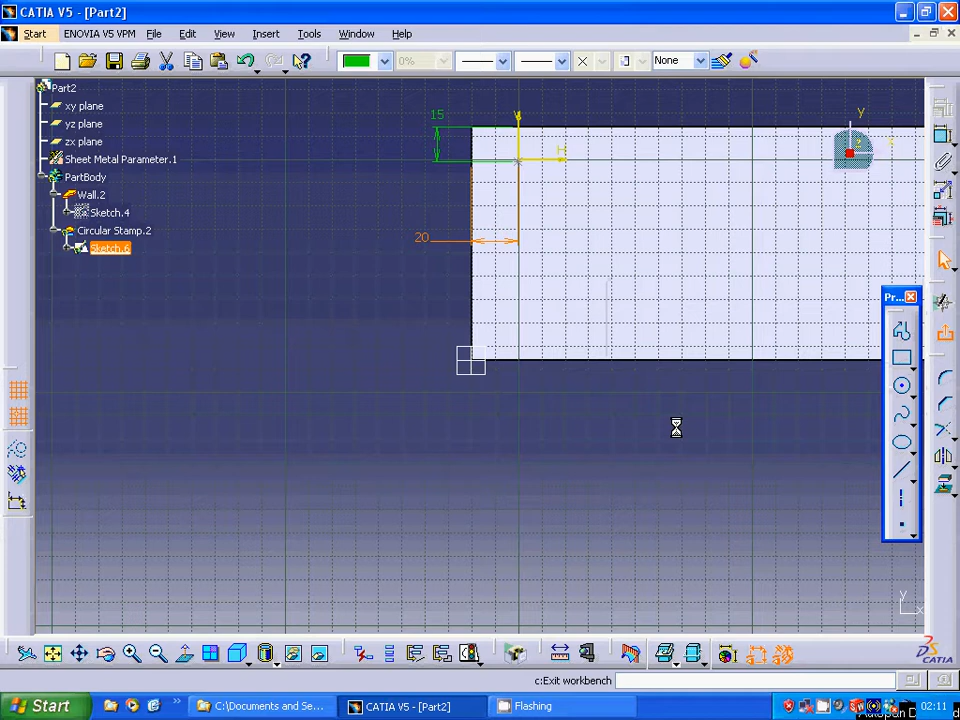 CATIA V5 - [Part2]
Start ENOVIA V5 VPM File Edit View Insert Tools Window Help
0% None
Part2
xy plane
yz plane
zx plane
Sheet Metal Parameter.1
PartBody
Wall.2
Sketch.4
Circular Stamp.2
Sketch.6
15
y
H
20
y
z
x
Pr...
y
x
DS CATIA
c:Exit workbench
Start C:\Documents and Se... CATIA V5 - [Part2] Flashing 02:11